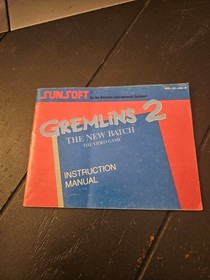 SUNSOFT
GREMLINS 2
THE NEW BATCH
THE VIDEO GAME
INSTRUCTION
MANUAL